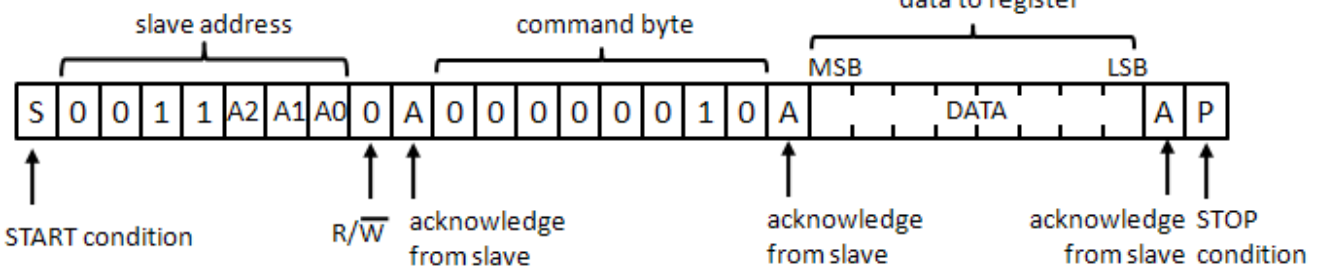 data to register
slave address
command byte
MSB
LSB
S 0 0 1 1 A2 A1 A0 0 A 0 0 0 0 0 0 1 0 A DATA A P
START condition
R/W̅
acknowledge
from slave
acknowledge
from slave
acknowledge
from slave
STOP
condition